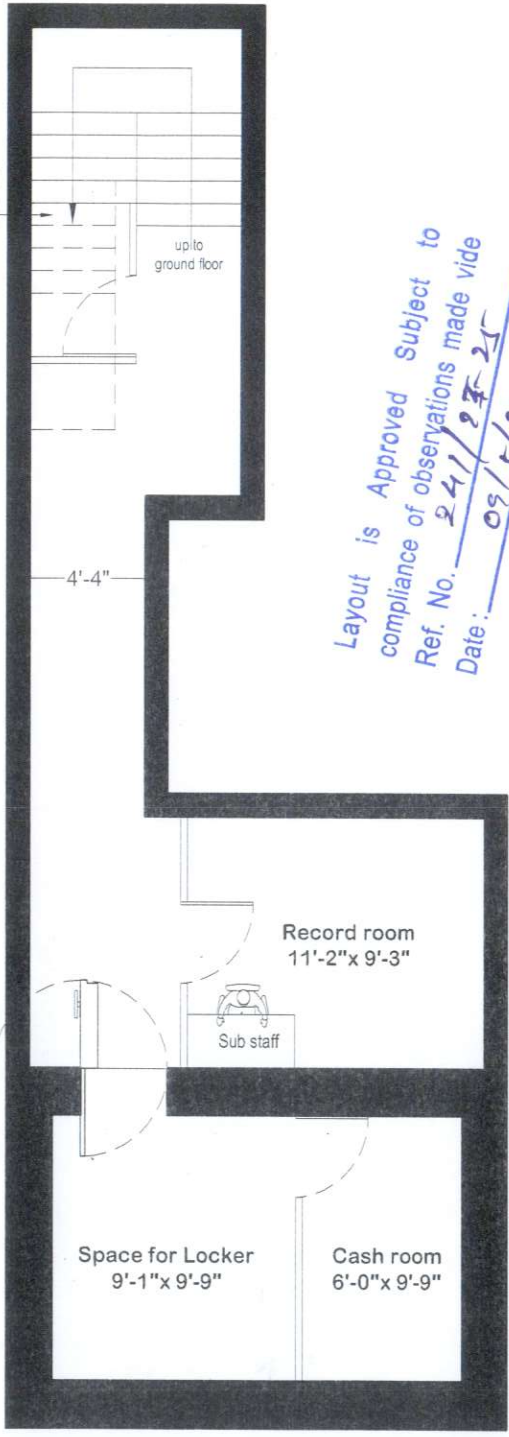 up to
ground floor
4'-4"
Layout is Approved Subject to
compliance of observations made vide
Ref. No.
Date :
Record room
11'-2"x 9'-3"
Sub staff
Space for Locker
9'-1"x 9'-9"
Cash room
6'-0"x 9'-9"